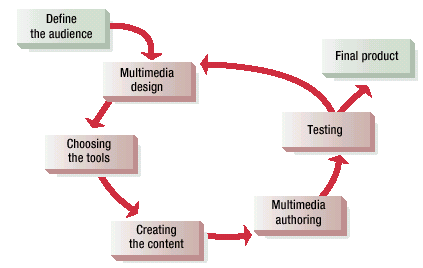 Define
the audience
Multimedia
design
Choosing
the tools
Creating
the content
Multimedia
authoring
Testing
Final product